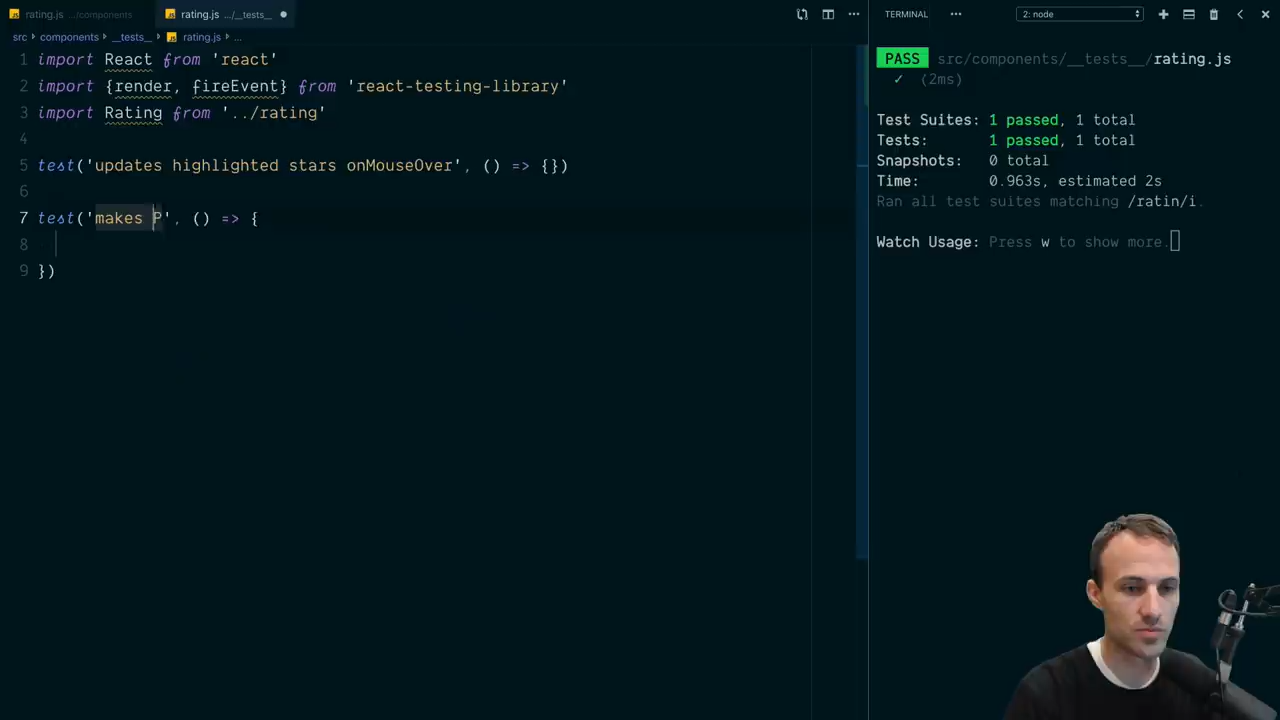 rating.js .../components
rating.js .../__tests__
src > components > __tests__ > rating.js > ...
1 import React from 'react'
2 import {render, fireEvent} from 'react-testing-library'
3 import Rating from '../rating'
4
5 test('updates highlighted stars onMouseOver', () => {})
6
7 test('makes P', () => {
8
9 })
TERMINAL ... 2: node
PASS src/components/__tests__/rating.js
✓ (2ms)
Test Suites: 1 passed, 1 total
Tests: 1 passed, 1 total
Snapshots: 0 total
Time: 0.963s, estimated 2s
Ran all test suites matching /ratin/i.
Watch Usage: Press w to show more.